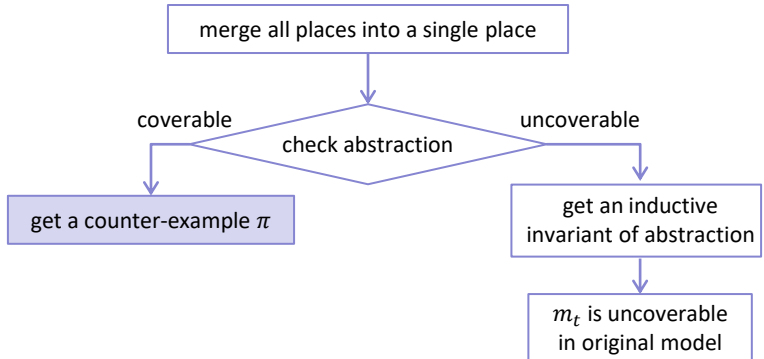 merge all places into a single place
coverable
uncoverable
check abstraction
get a counter-example π
get an inductive
invariant of abstraction
mₜ is uncoverable
in original model